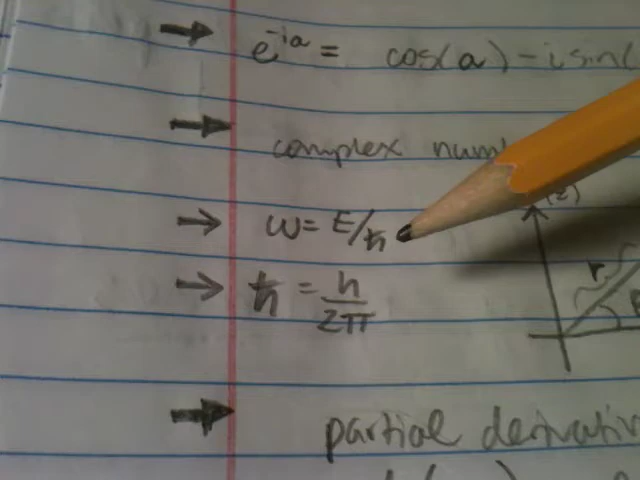 → e^-ia = cos(a) - i sin(
→ complex num
→ ω = E/ħ
→ ħ = h/2π
(z)
r
→ partial derivativ